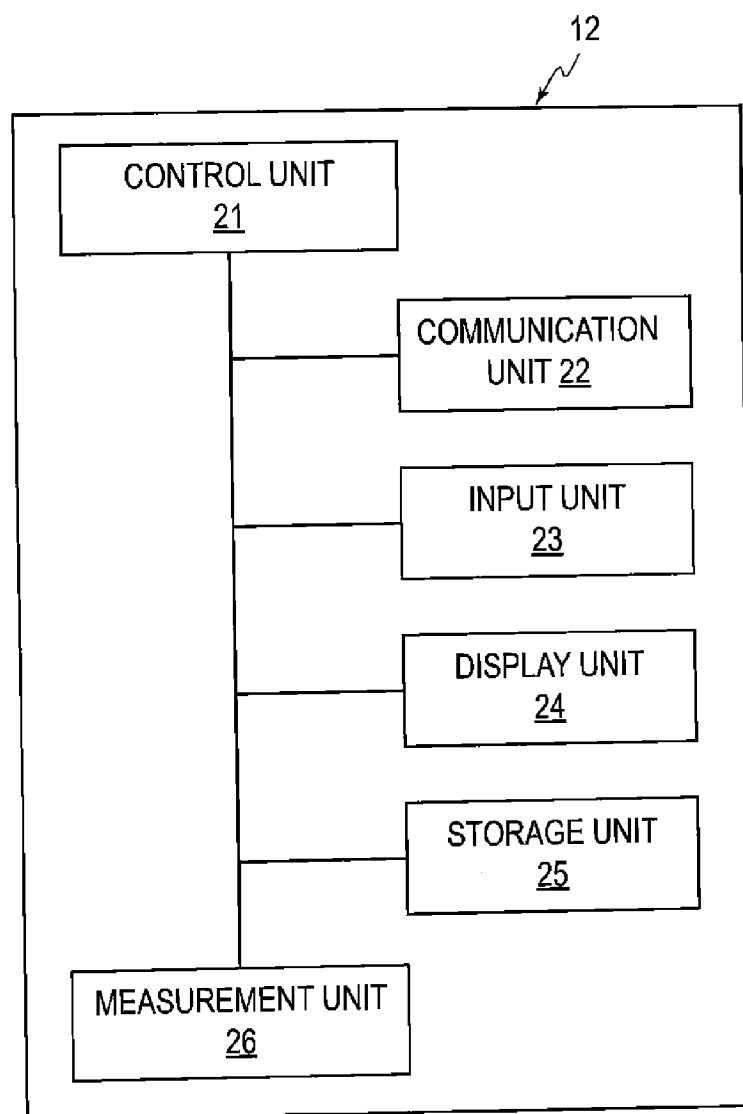 12
CONTROL UNIT
21
COMMUNICATION
UNIT 22
INPUT UNIT
23
DISPLAY UNIT
24
STORAGE UNIT
25
MEASUREMENT UNIT
26